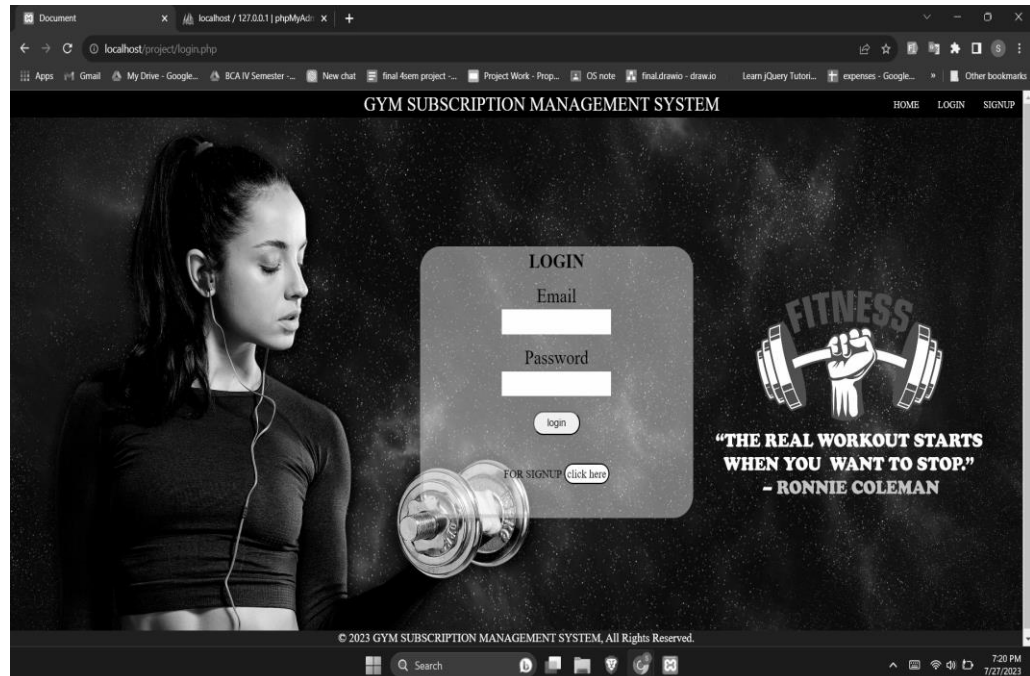 Document
localhost / 127.0.0.1 | phpMyAdm
localhost/project/login.php
Apps Gmail My Drive - Google... BCA IV Semester -... New chat final 4sem project -... Project Work - Prop... OS note final.drawio - draw.io Learn jQuery Tutori... expenses - Google... » Other bookmarks
GYM SUBSCRIPTION MANAGEMENT SYSTEM HOME LOGIN SIGNUP
LOGIN
Email
Password
login
FOR SIGNUP click here
FITNESS
“THE REAL WORKOUT STARTS
WHEN YOU WANT TO STOP.”
– RONNIE COLEMAN
© 2023 GYM SUBSCRIPTION MANAGEMENT SYSTEM, All Rights Reserved.
Search
7:20 PM
7/27/2023